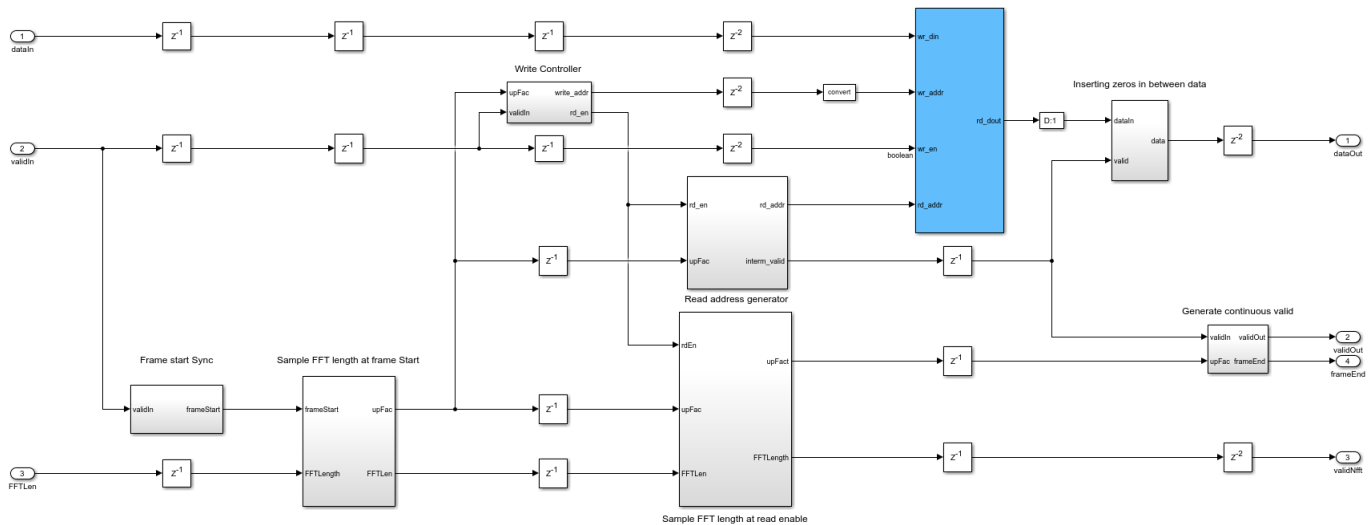 1
dataIn
z-1
z-1
z-1
z-2
wr_din
Write Controller
upFac
write_addr
validIn
rd_en
z-2
convert
wr_addr
Inserting zeros in between data
rd_dout
D:1
dataIn
data
valid
z-2
1
dataOut
2
validIn
z-1
z-1
z-1
z-2
boolean
wr_en
rd_en
rd_addr
rd_addr
z-1
upFac
interm_valid
z-1
Read address generator
Generate continuous valid
validIn
validOut
upFac
frameEnd
2
validOut
4
frameEnd
rdEn
upFact
z-1
Frame start Sync
Sample FFT length at frame Start
validIn
frameStart
frameStart
upFac
z-1
upFac
FFTLength
z-1
z-2
3
validNfft
3
FFTLen
z-1
FFTLength
FFTLen
z-1
FFTLen
Sample FFT length at read enable